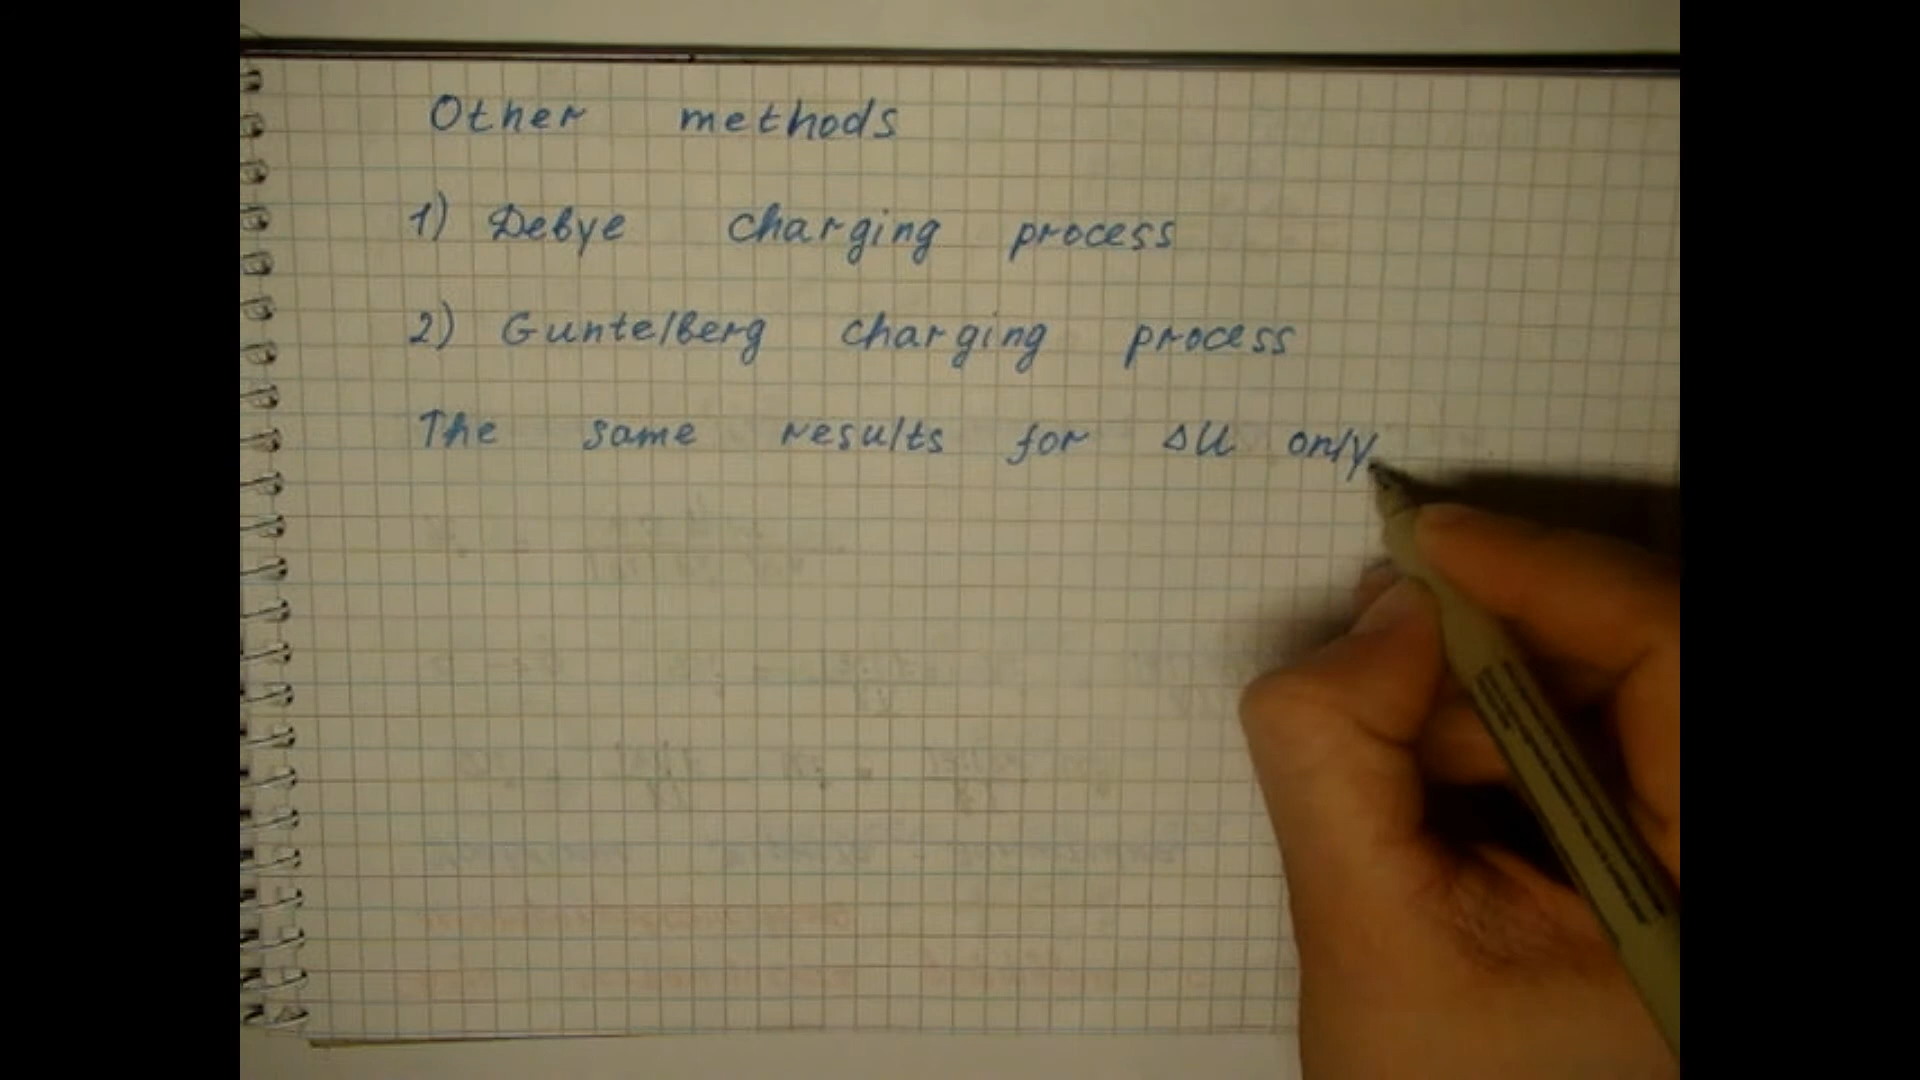 Other methods
1) Debye charging process
2) Guntelberg charging process
The same results for ΔU only